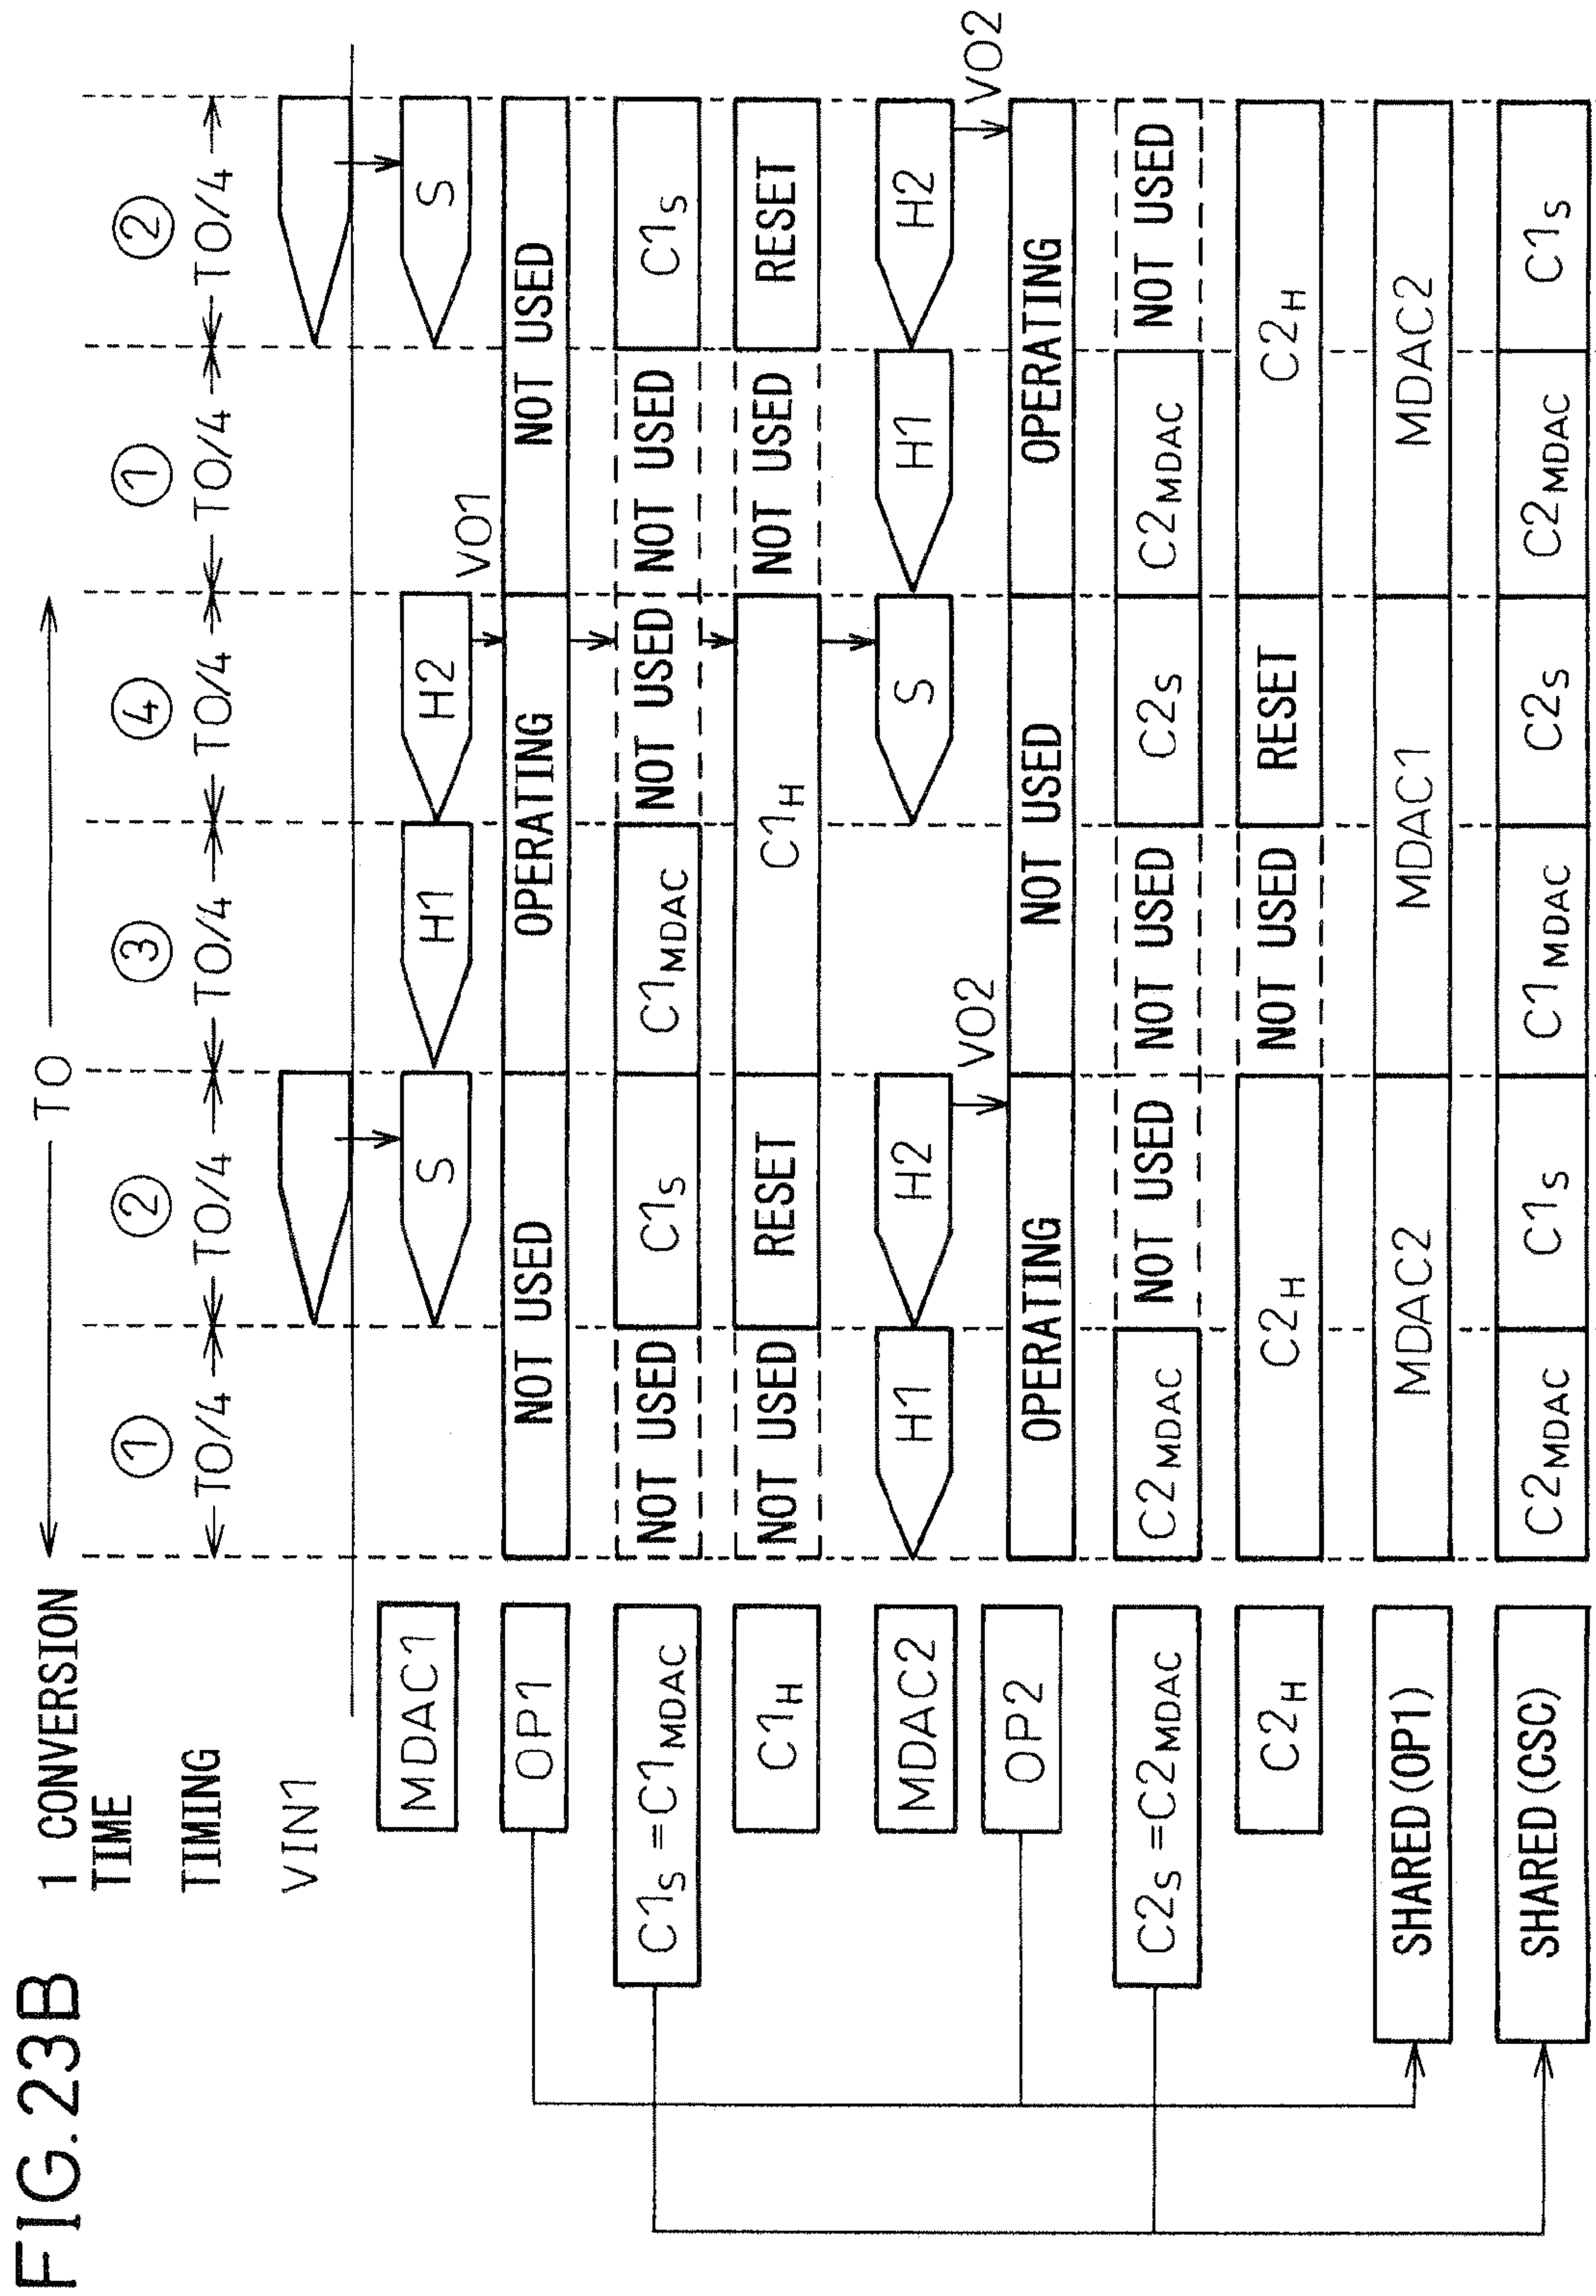 FIG. 23B
1 CONVERSION TIME
TO
TIMING
① ② ③ ④ ① ②
TO/4 TO/4 TO/4 TO/4 TO/4 TO/4
VIN1
MDAC1 S H1 H2 S
VO1
OP1 NOT USED OPERATING NOT USED
C1S = C1MDAC NOT USED C1S C1MDAC NOT USED NOT USED C1S
C1H NOT USED RESET C1H NOT USED RESET
MDAC2 H1 H2 S H1 H2
VO2 VO2
OP2 OPERATING NOT USED OPERATING
C2S = C2MDAC C2MDAC NOT USED NOT USED C2S C2MDAC NOT USED
C2H C2H NOT USED RESET C2H
SHARED (OP1) MDAC2 MDAC1 MDAC2
SHARED (CSC) C2MDAC C1S C1MDAC C2S C2MDAC C1S